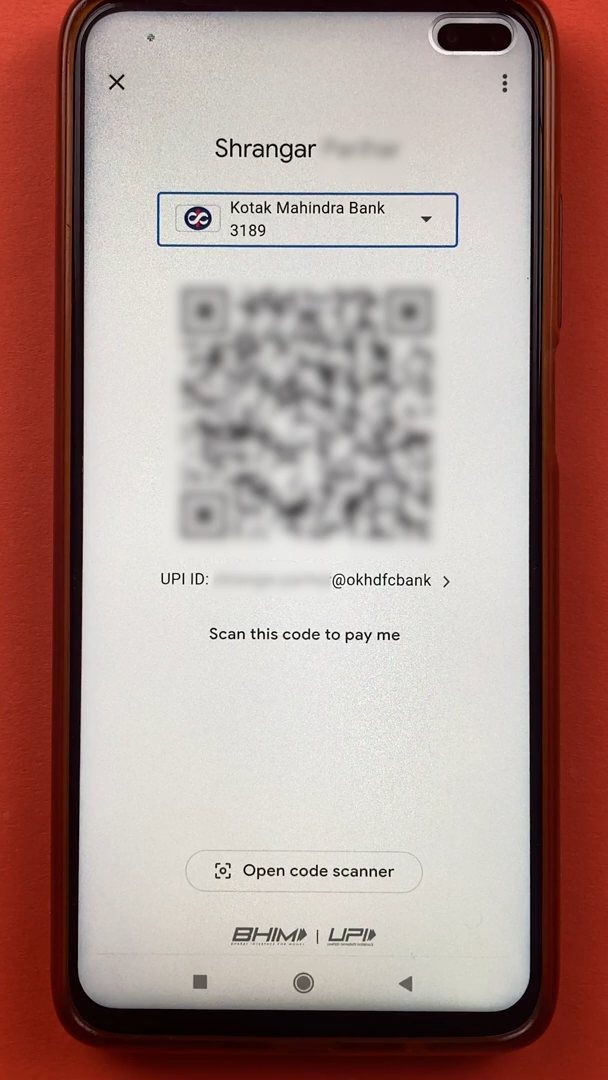 Shrangar
Kotak Mahindra Bank
3189
UPI ID: @okhdfcbank
Scan this code to pay me
Open code scanner
BHIM | UPI